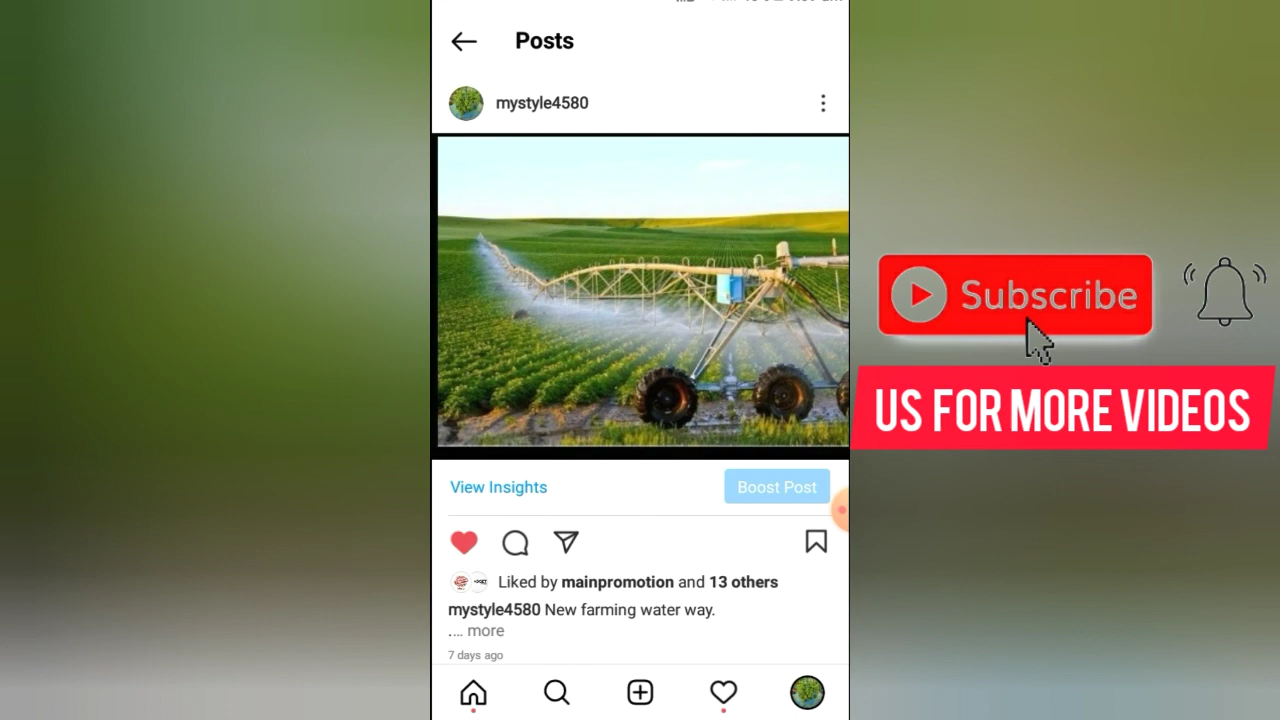 Posts
mystyle4580
View Insights
Boost Post
Liked by mainpromotion and 13 others
mystyle4580 New farming water way.
.... more
7 days ago
Subscribe
US FOR MORE VIDEOS